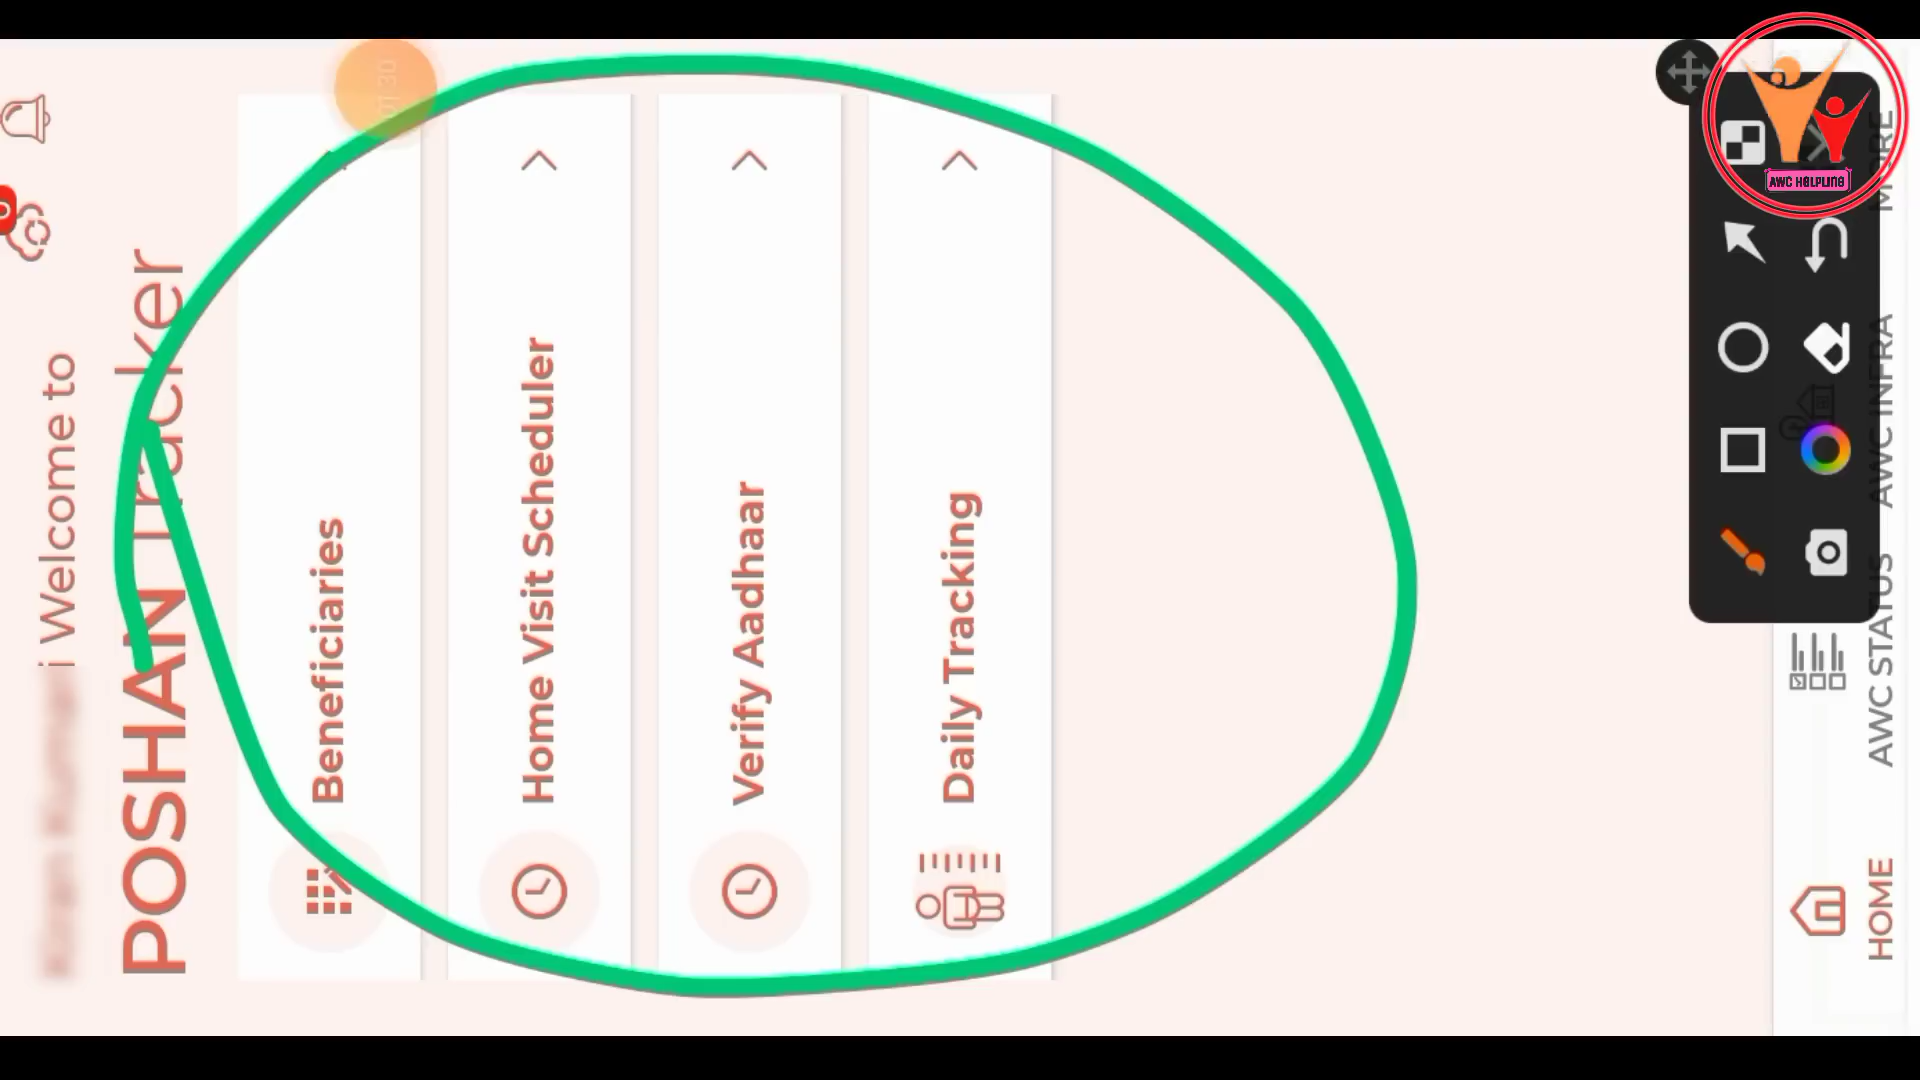 i Welcome to
POSHAN Tracker
Beneficiaries
Home Visit Scheduler
Verify Aadhaar
Daily Tracking
HOME
AWC STATUS
AWC INFRA
MORE
AWC HELPLINE